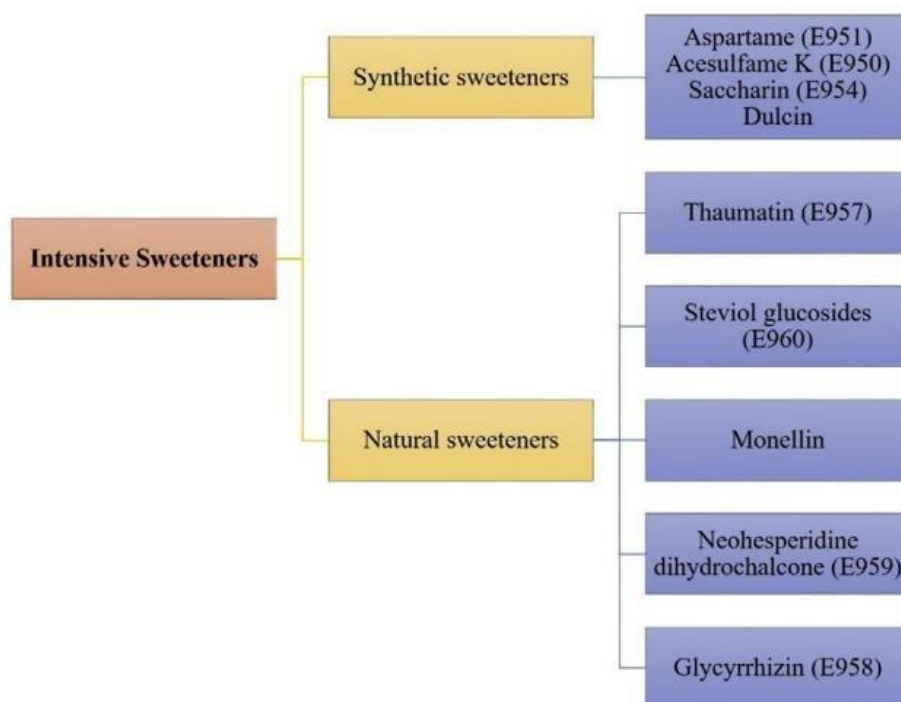 Intensive Sweeteners
Synthetic sweeteners
Aspartame (E951)
Acesulfame K (E950)
Saccharin (E954)
Dulcin
Natural sweeteners
Thaumatin (E957)
Steviol glucosides
(E960)
Monellin
Neohesperidine
dihydrochalcone (E959)
Glycyrrhizin (E958)